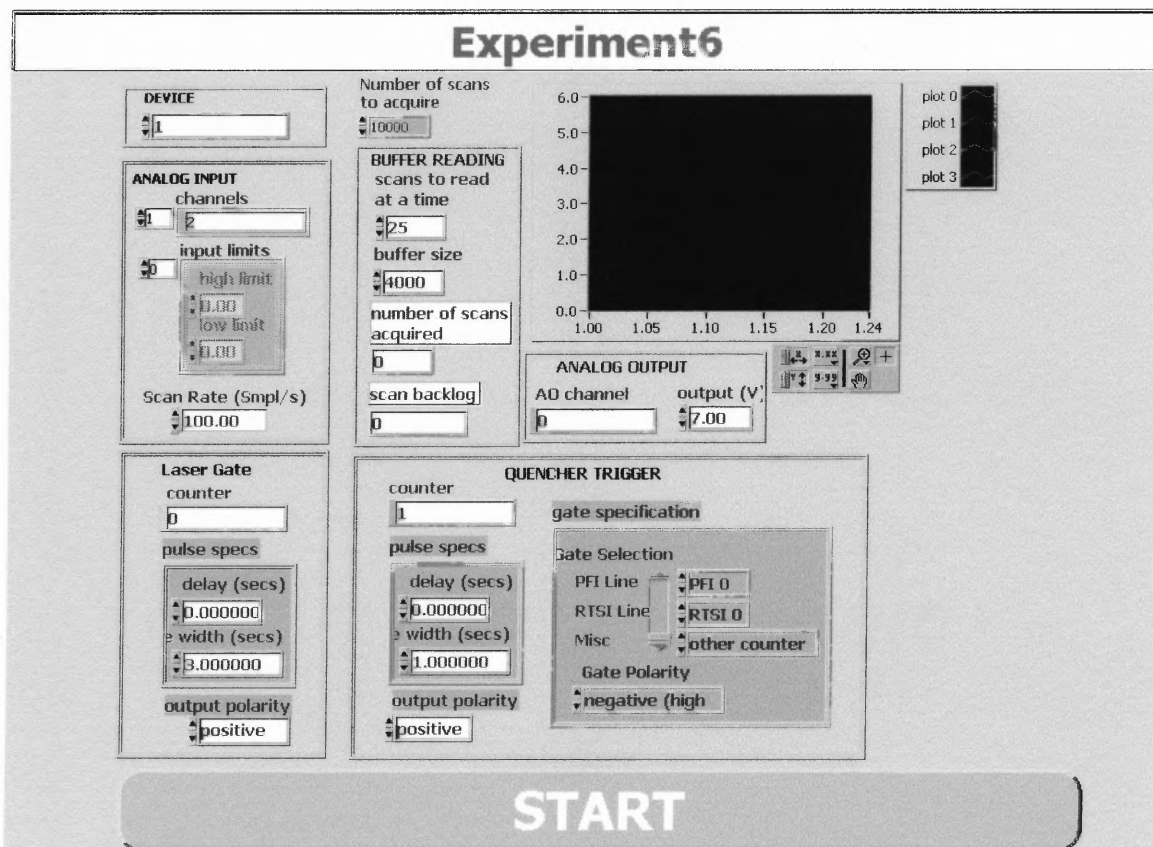 Experiment6
DEVICE
1
Number of scans
to acquire
10000
ANALOG INPUT
channels
1
2
input limits
0
high limit
0.00
low limit
0.00
Scan Rate (Smpl/s)
100.00
BUFFER READING
scans to read
at a time
25
buffer size
4000
number of scans
acquired
0
scan backlog
0
6.0
5.0
4.0
3.0
2.0
1.0
0.0
1.00 1.05 1.10 1.15 1.20 1.24
plot 0
plot 1
plot 2
plot 3
X
X.XX
Y
Y.YY
ANALOG OUTPUT
AO channel
0
output (V)
7.00
Laser Gate
counter
0
pulse specs
delay (secs)
0.000000
e width (secs)
3.000000
output polarity
positive
QUENCHER TRIGGER
counter
1
pulse specs
delay (secs)
0.000000
e width (secs)
1.000000
output polarity
positive
gate specification
Gate Selection
PFI Line
PFI 0
RTSI Line
RTSI 0
Misc
other counter
Gate Polarity
negative (high
START